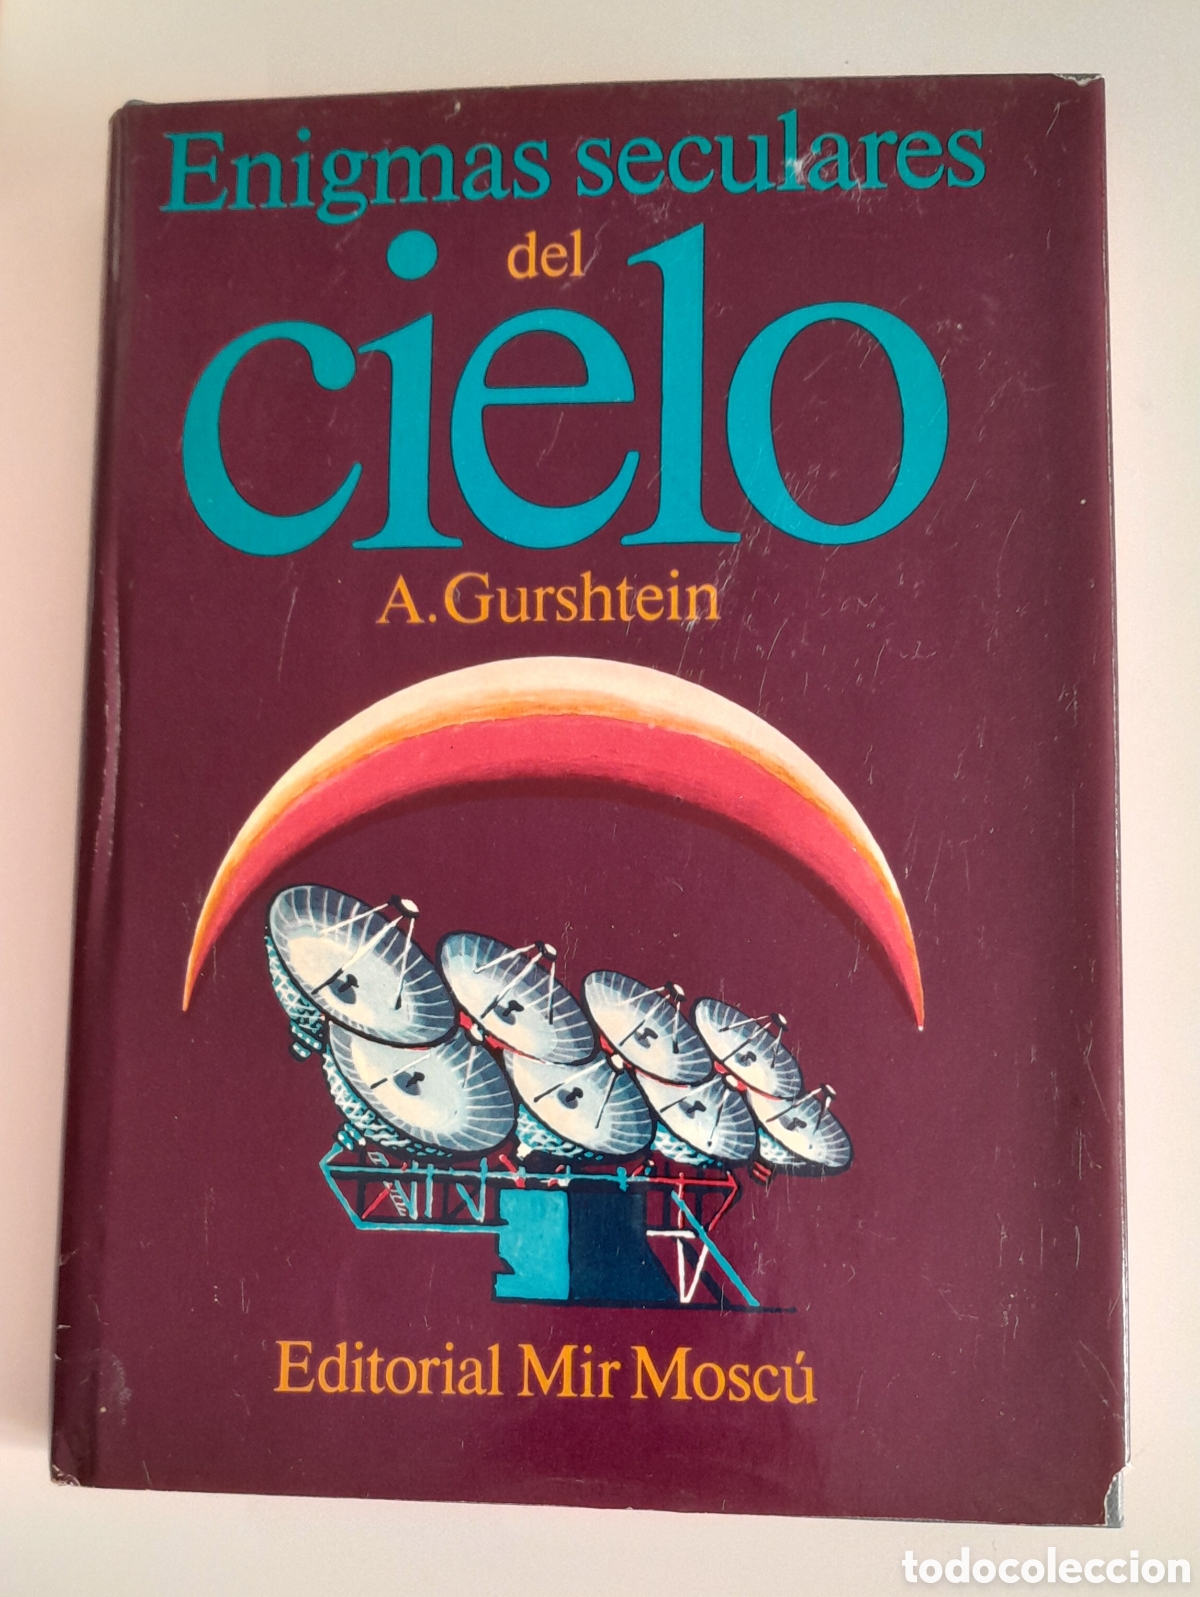 Enigmas seculares
del
cielo
A. Gurshtein
Editorial Mir Moscú
todocoleccion